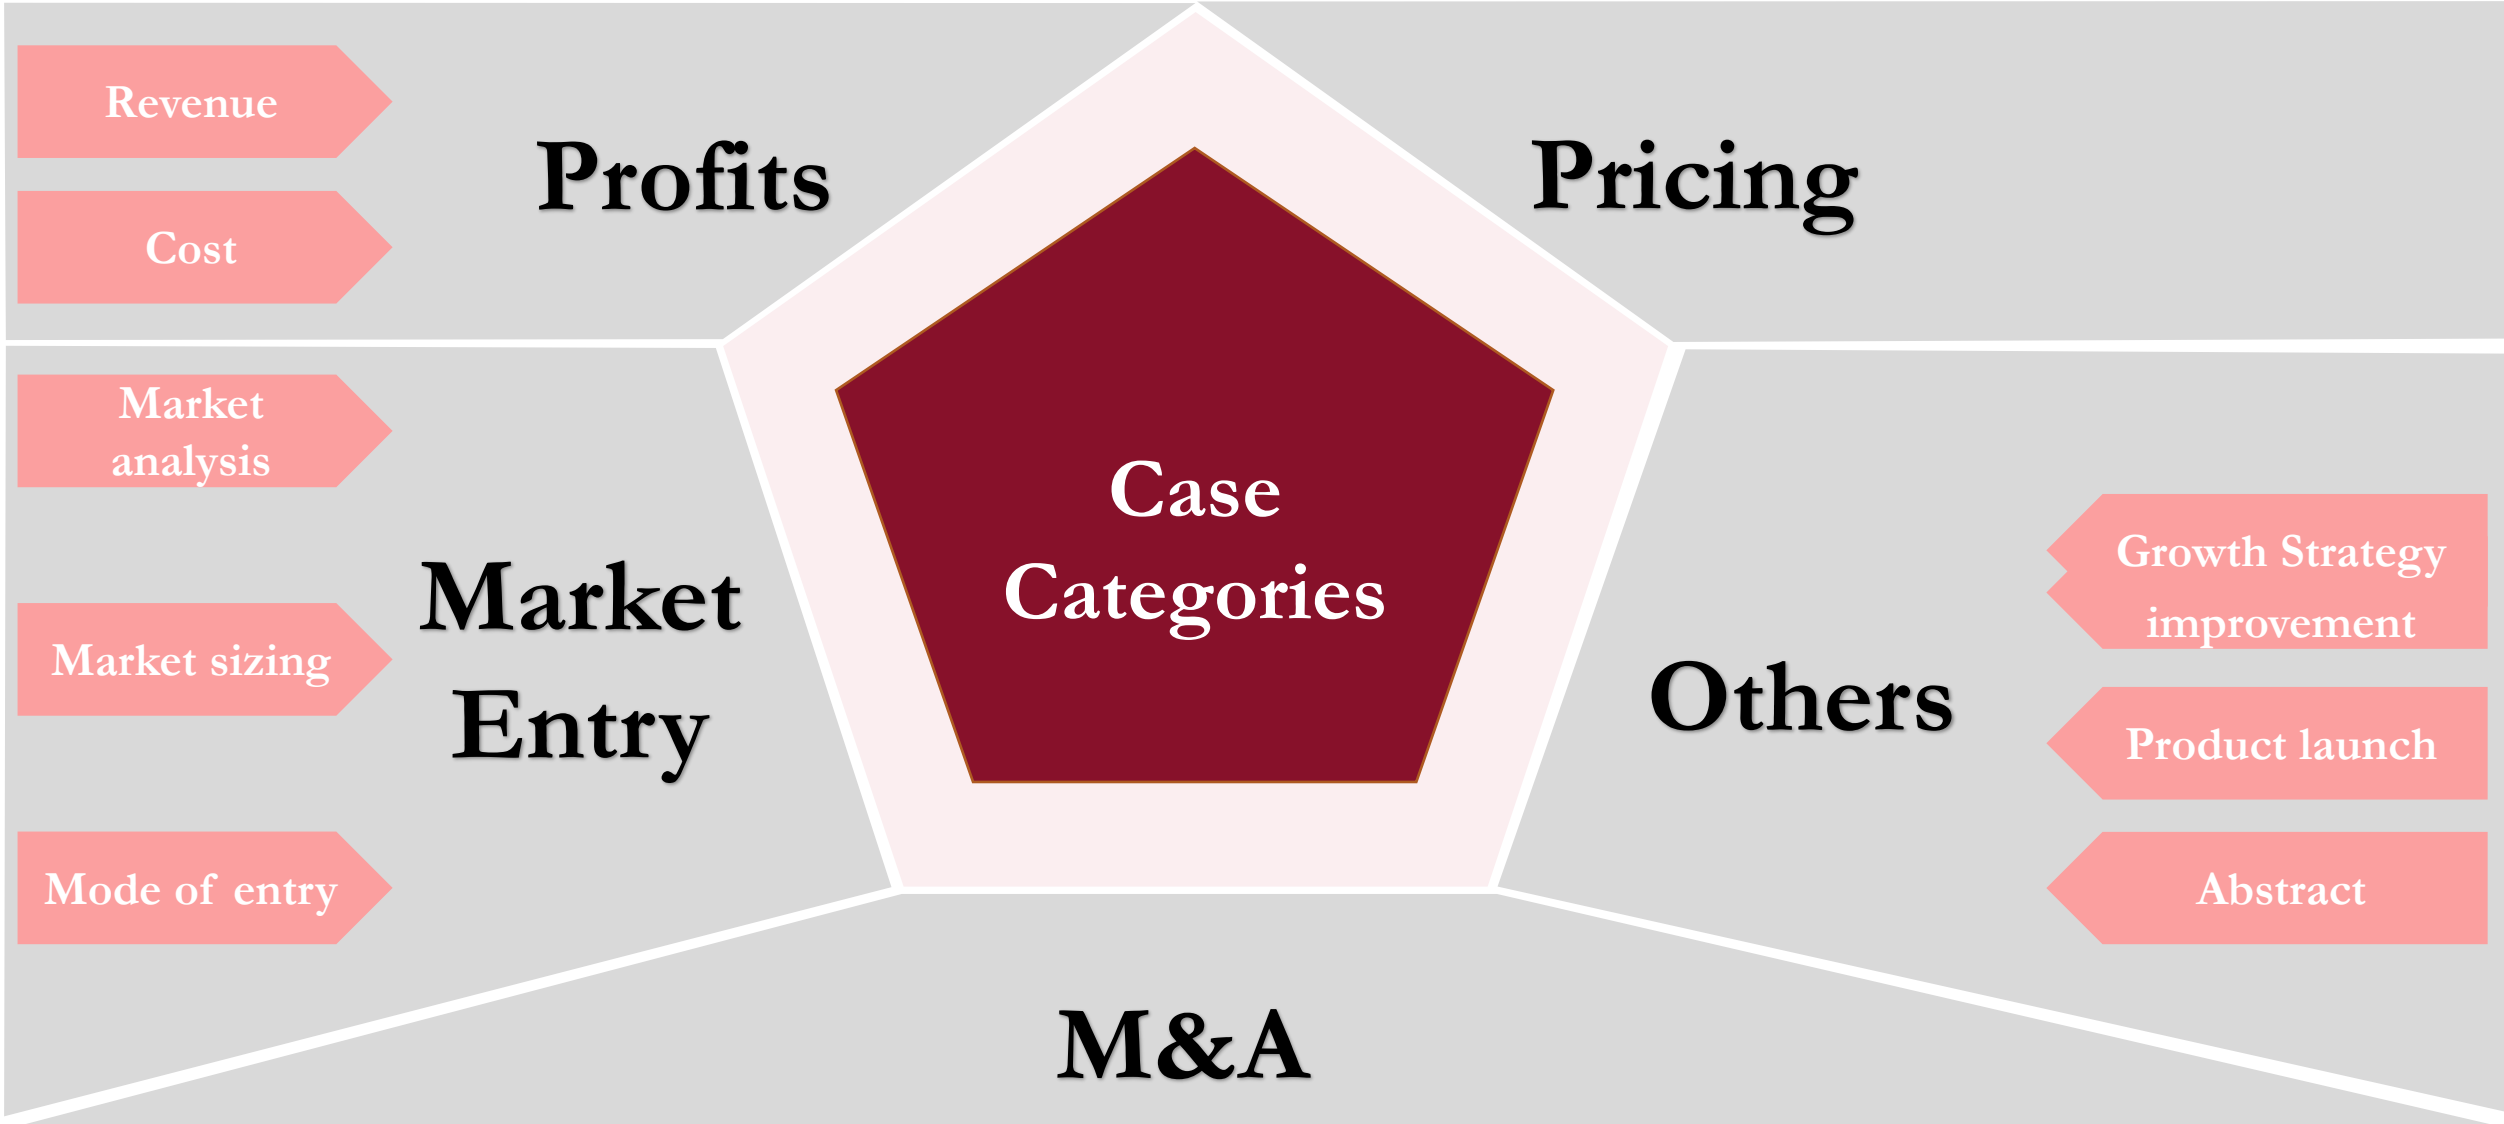 Revenue
Cost
Profits
Pricing
Market
analysis
Market sizing
Mode of entry
Market
Entry
Case
Categories
Others
Growth Strategy
improvement
Product launch
Abstract
M&A